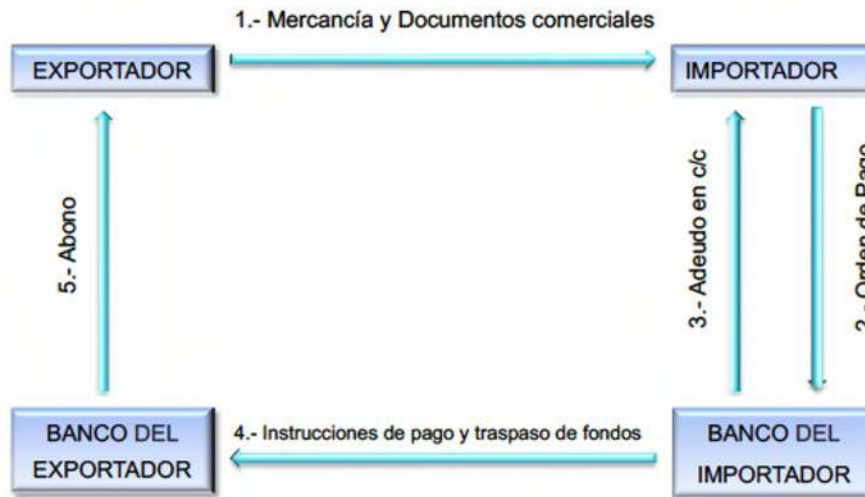 1.- Mercancía y Documentos comerciales
EXPORTADOR
IMPORTADOR
5.- Abono
3.- Adeudo en c/c
2.- Orden de Pago
BANCO DEL
EXPORTADOR
4.- Instrucciones de pago y traspaso de fondos
BANCO DEL
IMPORTADOR